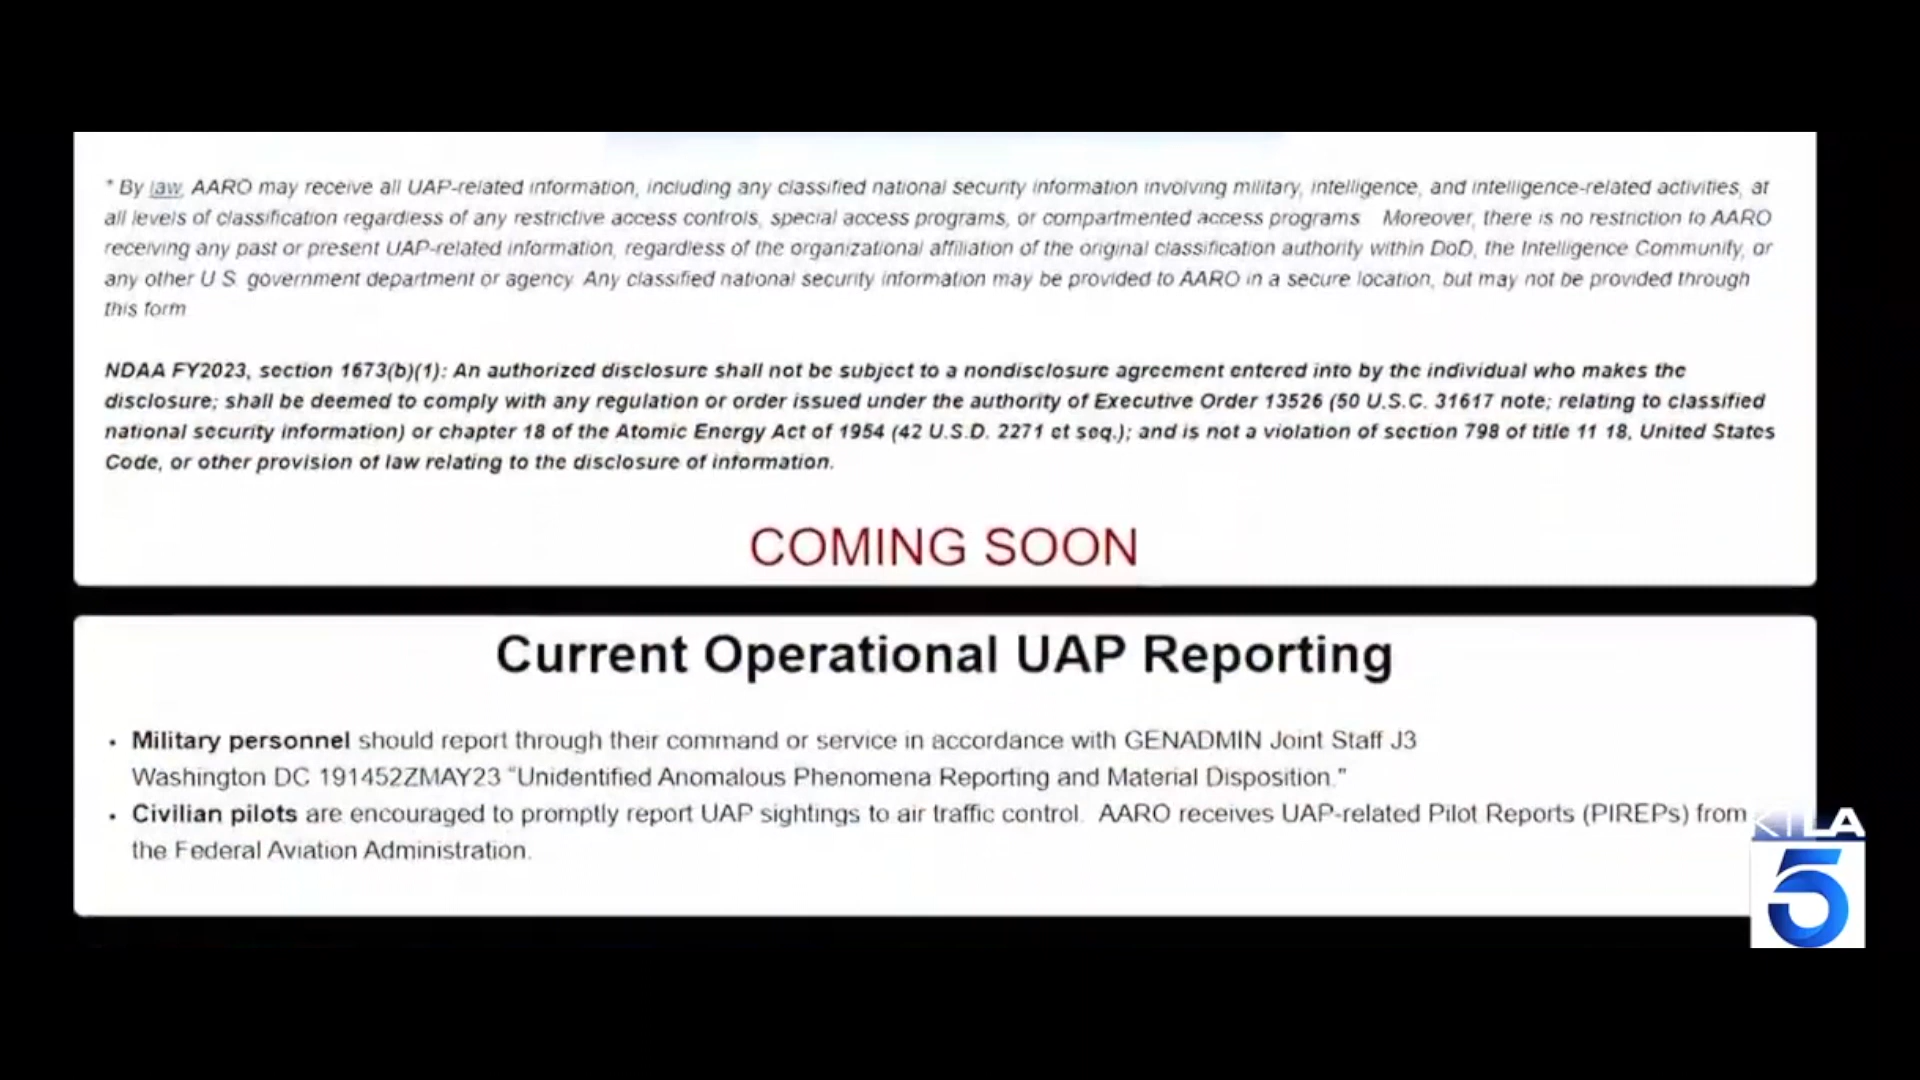 * By law, AARO may receive all UAP-related information, including any classified national security information involving military, intelligence, and intelligence-related activities, at
all levels of classification regardless of any restrictive access controls, special access programs, or compartmented access programs   Moreover, there is no restriction to AARO
receiving any past or present UAP-related information, regardless of the organizational affiliation of the original classification authority within DoD, the Intelligence Community, or
any other U S government department or agency Any classified national security information may be provided to AARO in a secure location, but may not be provided through
this form
NDAA FY2023, section 1673(b)(1): An authorized disclosure shall not be subject to a nondisclosure agreement entered into by the individual who makes the
disclosure; shall be deemed to comply with any regulation or order issued under the authority of Executive Order 13526 (50 U.S.C. 31617 note; relating to classified
national security information) or chapter 18 of the Atomic Energy Act of 1954 (42 U.S.D. 2271 et seq.); and is not a violation of section 798 of title 11 18, United States
Code, or other provision of law relating to the disclosure of information.
COMING SOON
Current Operational UAP Reporting
• Military personnel should report through their command or service in accordance with GENADMIN Joint Staff J3
Washington DC 191452ZMAY23 "Unidentified Anomalous Phenomena Reporting and Material Disposition."
• Civilian pilots are encouraged to promptly report UAP sightings to air traffic control.  AARO receives UAP-related Pilot Reports (PIREPs) from
the Federal Aviation Administration.
KTLA
5